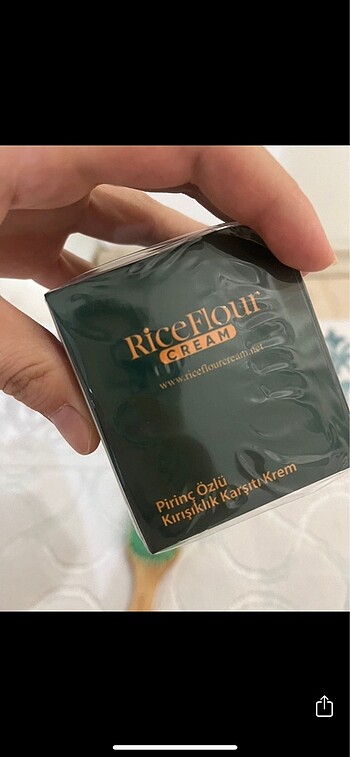 RiceFlour
CREAM
www.riceflourcream.net
Pirinç Özlü
Kırışıklık Karşıtı Krem